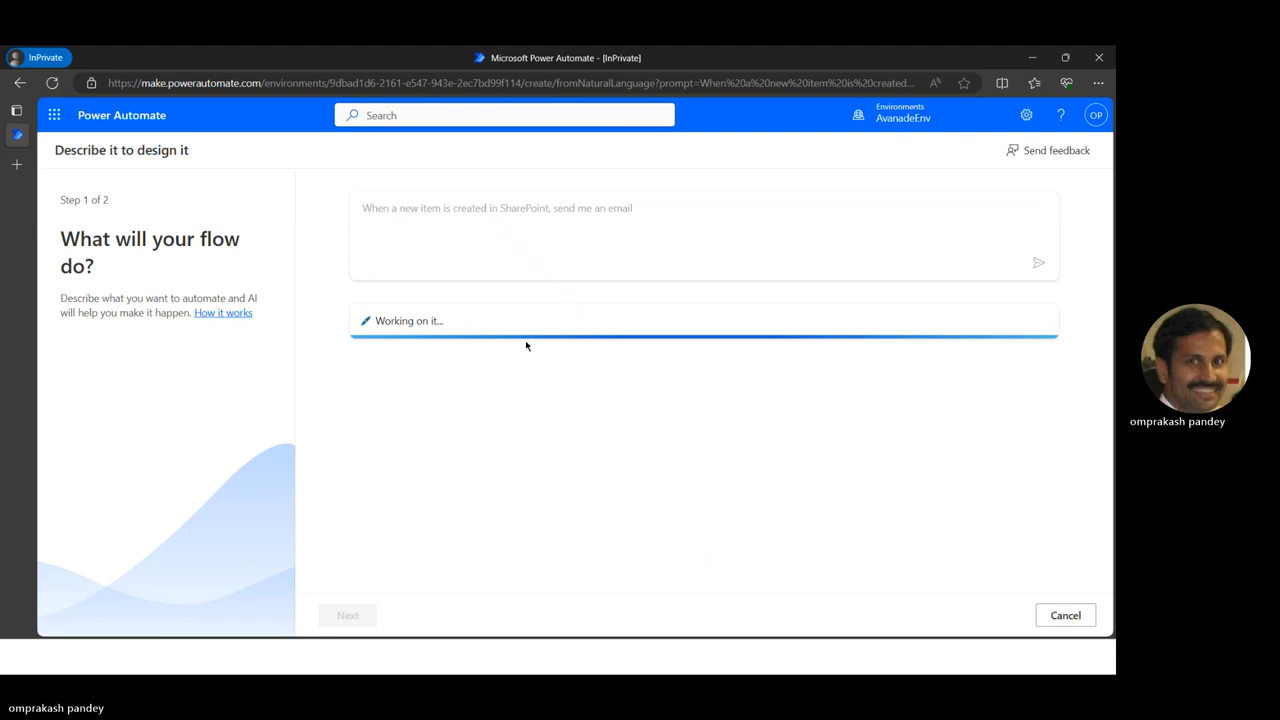 InPrivate
Microsoft Power Automate - [InPrivate]
https://make.powerautomate.com/environments/9dbad1d6-2161-e547-943e-2ec7bd99f114/create/fromNaturalLanguage?prompt=When%20a%20new%20item%20is%20created...
Power Automate
Search
Environments
AvanadeEnv
OP
Describe it to design it
Send feedback
Step 1 of 2
What will your flow
do?
Describe what you want to automate and AI
will help you make it happen. How it works
When a new item is created in SharePoint, send me an email
Working on it...
Next
Cancel
omprakash pandey
omprakash pandey